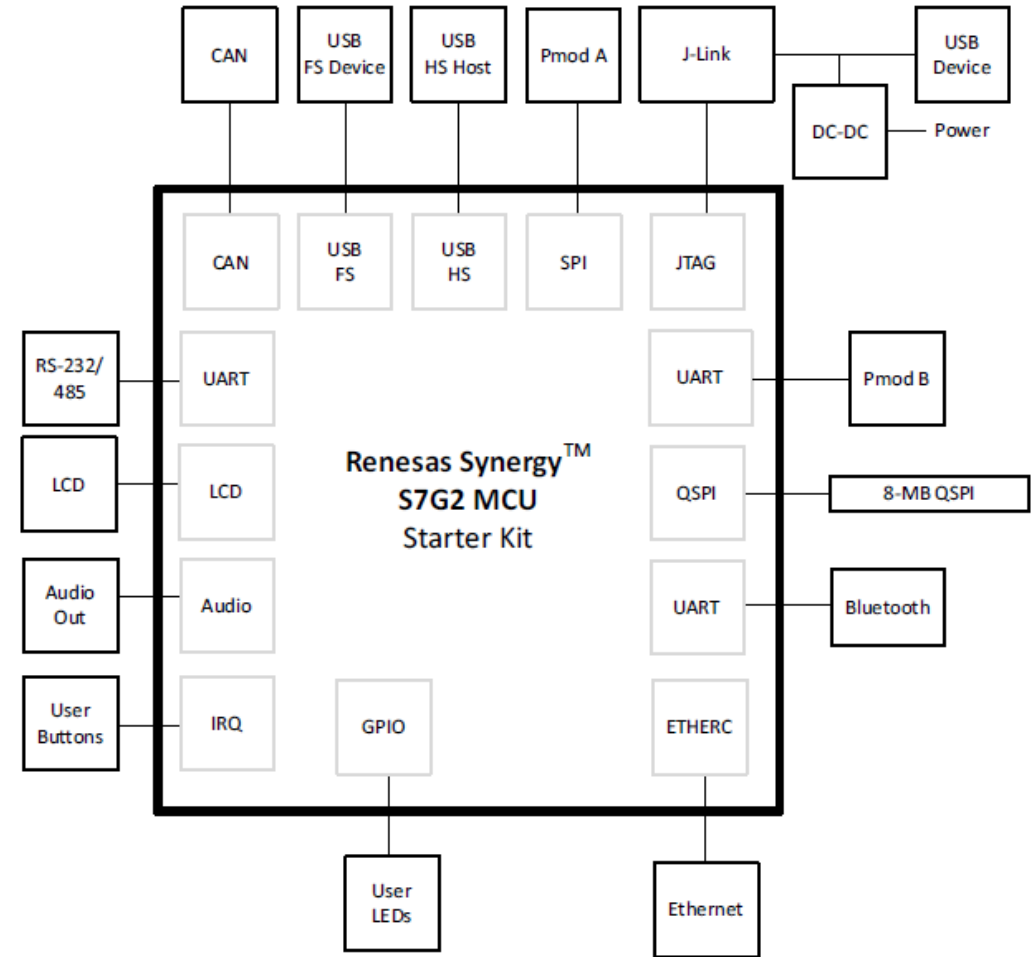 CAN
USB
FS Device
USB
HS Host
Pmod A
J-Link
USB
Device
DC-DC
Power
CAN
USB
FS
USB
HS
SPI
JTAG
RS-232/
485
UART
UART
Pmod B
LCD
LCD
Renesas Synergy™
S7G2 MCU
Starter Kit
QSPI
8-MB QSPI
Audio
Out
Audio
UART
Bluetooth
User
Buttons
IRQ
GPIO
ETHERC
User
LEDs
Ethernet